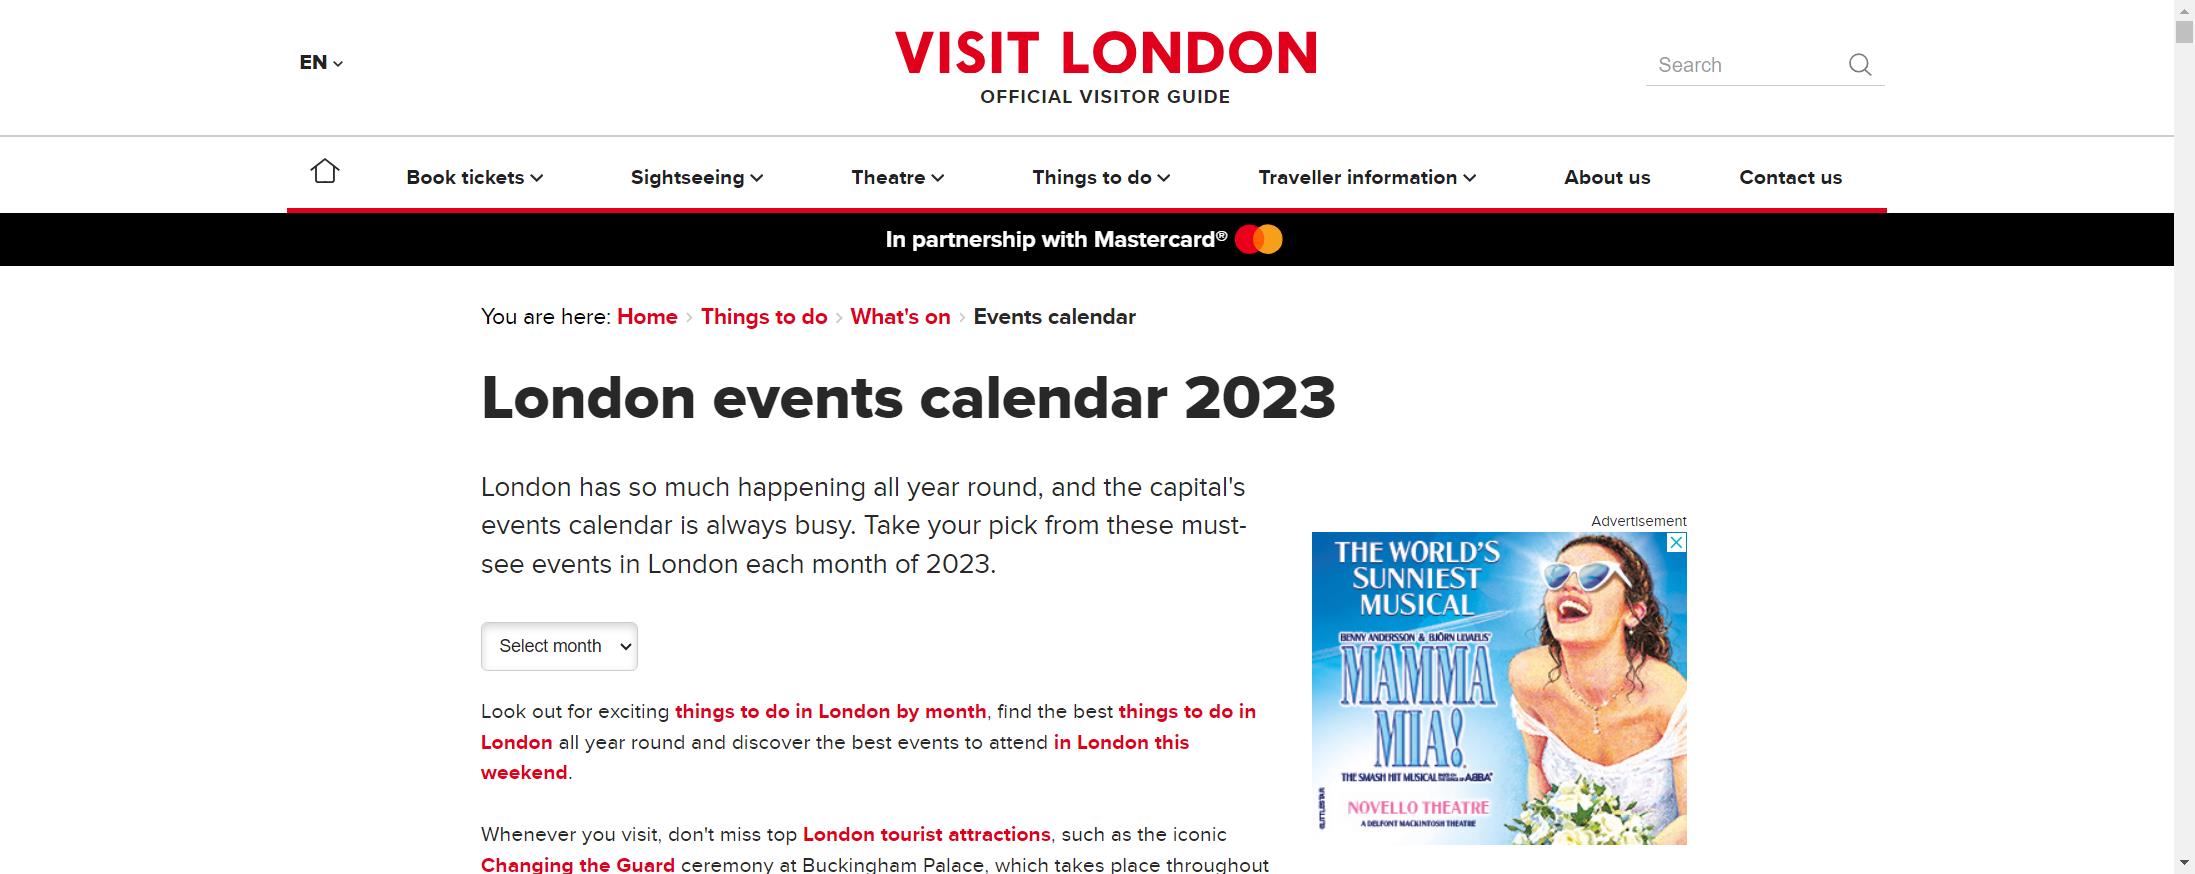 EN
VISIT LONDON
OFFICIAL VISITOR GUIDE
Search
Book tickets
Sightseeing
Theatre
Things to do
Traveller information
About us
Contact us
In partnership with Mastercard®
You are here: Home > Things to do > What's on > Events calendar
London events calendar 2023
London has so much happening all year round, and the capital's
events calendar is always busy. Take your pick from these must-
see events in London each month of 2023.
Select month
Look out for exciting things to do in London by month, find the best things to do in
London all year round and discover the best events to attend in London this
weekend.
Whenever you visit, don't miss top London tourist attractions, such as the iconic
Changing the Guard ceremony at Buckingham Palace, which takes place throughout
Advertisement
THE WORLD'S
SUNNIEST
MUSICAL
BENNY ANDERSSON & BJÖRN ULVAEUS'
MAMMA
MIA!
THE SMASH HIT MUSICAL
ABBA®
NOVELLO THEATRE
A DELFONT MACKINTOSH THEATRE